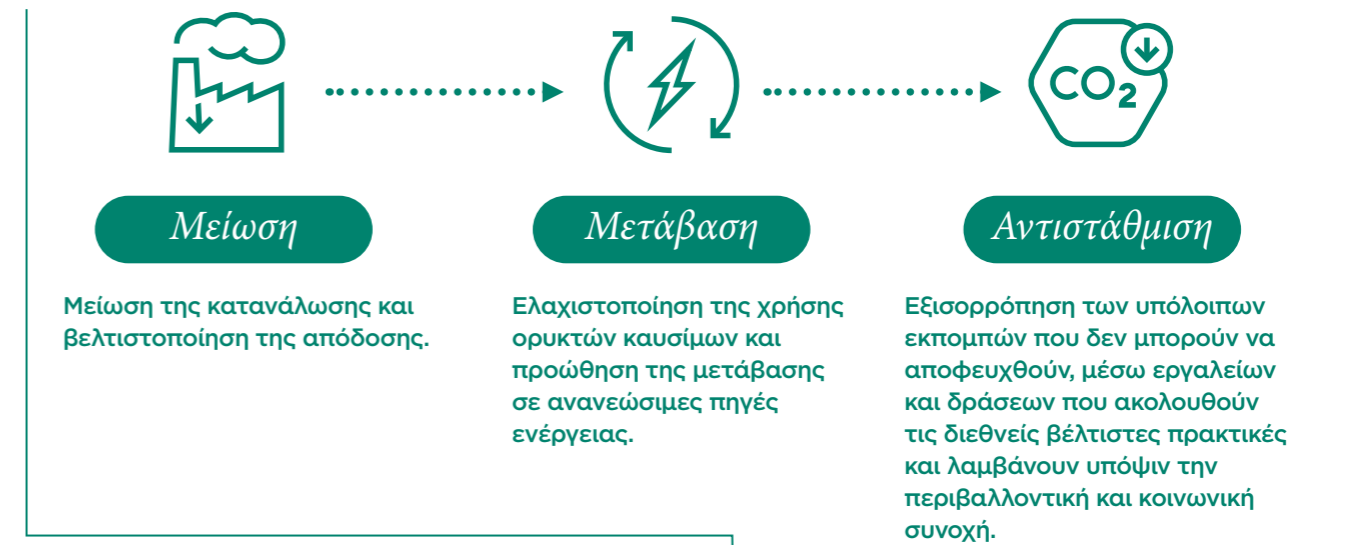 CO2
Μείωση
Μετάβαση
Αντιστάθμιση
Μείωση της κατανάλωσης και
βελτιστοποίηση της απόδοσης.
Ελαχιστοποίηση της χρήσης
ορυκτών καυσίμων και
προώθηση της μετάβασης
σε ανανεώσιμες πηγές
ενέργειας.
Εξισορρόπηση των υπόλοιπων
εκπομπών που δεν μπορούν να
αποφευχθούν, μέσω εργαλείων
και δράσεων που ακολουθούν
τις διεθνείς βέλτιστες πρακτικές
και λαμβάνουν υπόψιν την
περιβαλλοντική και κοινωνική
συνοχή.